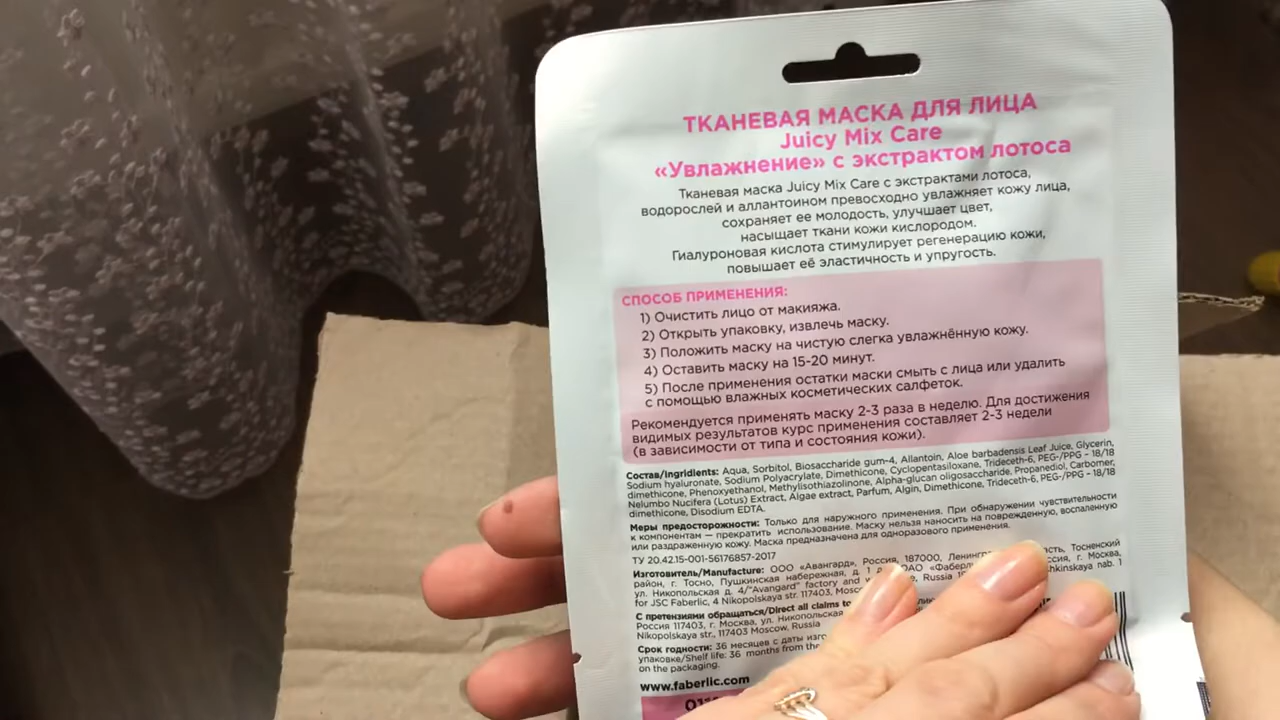 ТКАНЕВАЯ МАСКА ДЛЯ ЛИЦА
Juicy Mix Care
«Увлажнение» с экстрактом лотоса
Тканевая маска Juicy Mix Care с экстрактами лотоса,
водорослей и аллантоином превосходно увлажняет кожу лица,
сохраняет ее молодость, улучшает цвет,
насыщает ткани кожи кислородом.
Гиалуроновая кислота стимулирует регенерацию кожи,
повышает её эластичность и упругость.
СПОСОБ ПРИМЕНЕНИЯ:
1) Очистить лицо от макияжа.
2) Открыть упаковку, извлечь маску.
3) Положить маску на чистую слегка увлажнённую кожу.
4) Оставить маску на 15-20 минут.
5) После применения остатки маски смыть с лица или удалить
с помощью влажных косметических салфеток.
Рекомендуется применять маску 2-3 раза в неделю. Для достижения
видимых результатов курс применения составляет 2-3 недели
(в зависимости от типа и состояния кожи).
Состав/Ingridients: Aqua, Sorbitol, Biosaccharide gum-4, Allantoin, Aloe barbadensis Leaf Juice, Glycerin,
Sodium hyaluronate, Sodium Polyacrylate, Dimethicone, Cyclopentasiloxane, Trideceth-6, PEG-/PPG - 18/18
dimethicone, Phenoxyethanol, Methylisothiazolinone, Alpha-glucan oligosaccharide, Propanediol, Carbomer,
Nelumbo Nucifera (Lotus) Extract, Algae extract, Parfum, Algin, Dimethicone, Trideceth-6, PEG-/PPG - 18/18
dimethicone, Disodium EDTA.
Меры предосторожности: Только для наружного применения. При обнаружении чувствительности
к компонентам — прекратить использование. Маску нельзя наносить на поврежденную, воспаленную
или раздраженную кожу. Маска предназначена для одноразового применения.
ТУ 20.42.15-001-56176857-2017
Изготовитель/Manufacture: ООО «Авангард», Россия, 187000, Тосненский
район, г. Тосно, Пушкинская набережная, д. 1 г. Москва,
ул. Никопольская д. 4/"Avangard" factory and Russia nab. 1
for JSC Faberlic, 4 Nikopolskaya str. 117403,
С претензиями обращаться/Direct all claims to
Россия 117403, г. Москва, ул. Никопольская
Nikopolskaya str., 117403 Moscow, Russia
Срок годности: 36 месяцев с даты
упаковке/Shelf life: 36 months from the
on the packaging.
www.faberlic.com